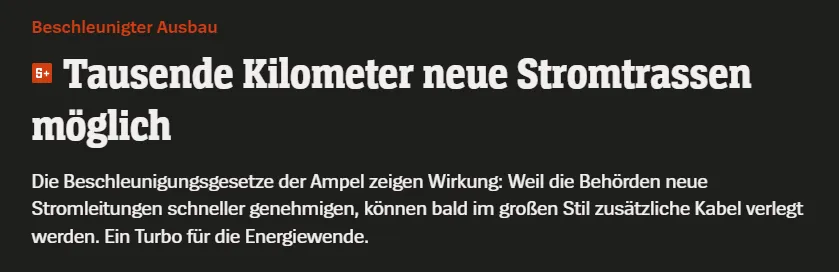 Beschleunigter Ausbau
S+ Tausende Kilometer neue Stromtrassen
möglich
Die Beschleunigungsgesetze der Ampel zeigen Wirkung: Weil die Behörden neue
Stromleitungen schneller genehmigen, können bald im großen Stil zusätzliche Kabel verlegt
werden. Ein Turbo für die Energiewende.